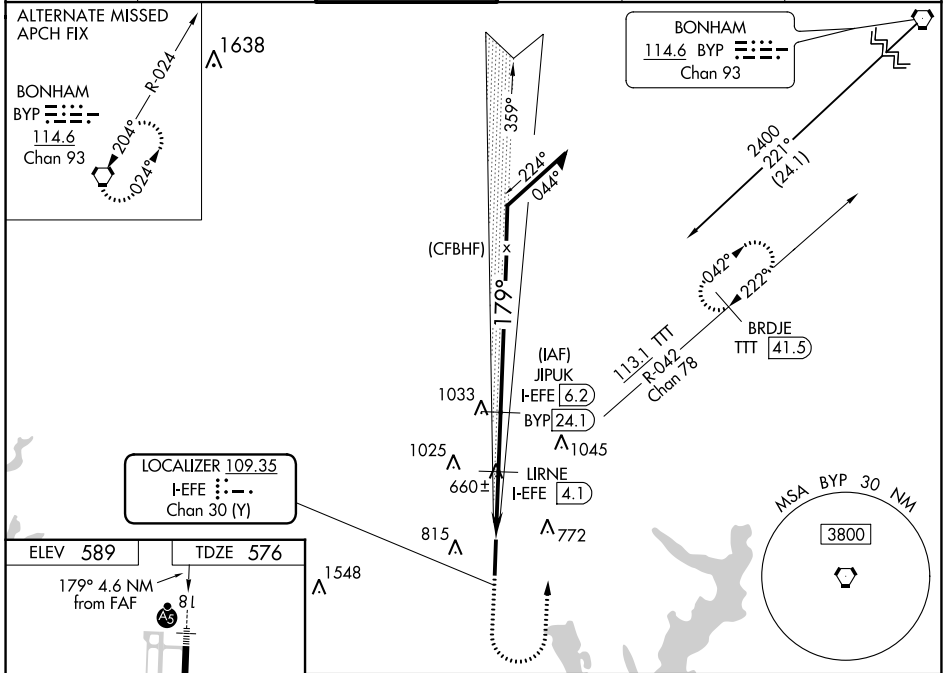 ALTERNATE MISSED
APCH FIX
R-024
BONHAM
BYP
114.6
Chan 93
204°
024°
1638
BONHAM
114.6 BYP
Chan 93
359°
224°
044°
2400
221°
(24.1)
(CFBHF)
x
179°
042°
222°
BRDJE
TTT 41.5
113.1 TTT
R-042
Chan 78
(IAF)
JIPUK
I-EFE 6.2
BYP 24.1
1033
1045
1025
660±
LIRNE
I-EFE 4.1
LOCALIZER 109.35
I-EFE
Chan 30 (Y)
815
772
MSA BYP 30 NM
3800
ELEV 589
TDZE 576
1548
179° 4.6 NM
from FAF
18
A5